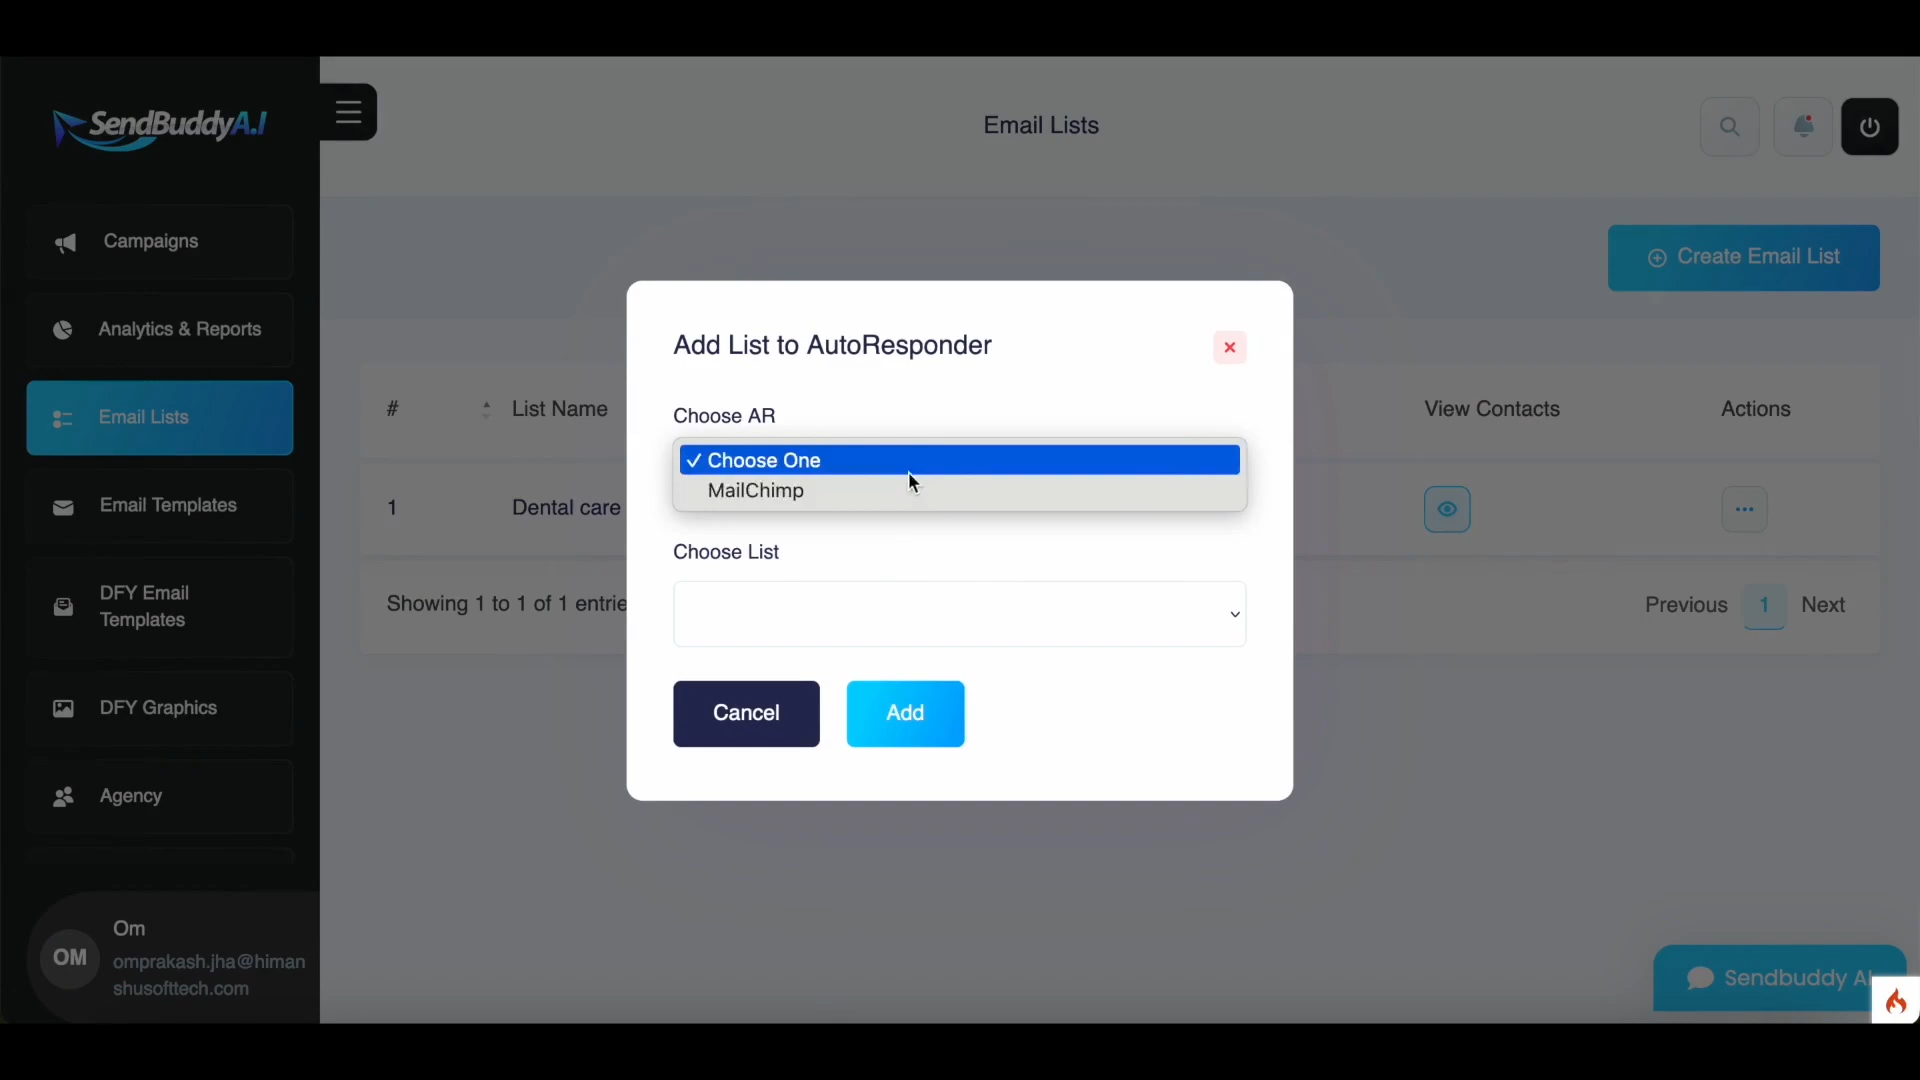 SendBuddyA.I
Email Lists
Campaigns
Analytics & Reports
Email Lists
Email Templates
DFY Email
Templates
DFY Graphics
Agency
OM
Om
omprakash.jha@himan
shusofttech.com
Create Email List
# List Name View Contacts Actions
1 Dental care
Showing 1 to 1 of 1 entrie
Previous 1 Next
Add List to AutoResponder
Choose AR
✓ Choose One
MailChimp
Choose List
Cancel Add
Sendbuddy AI